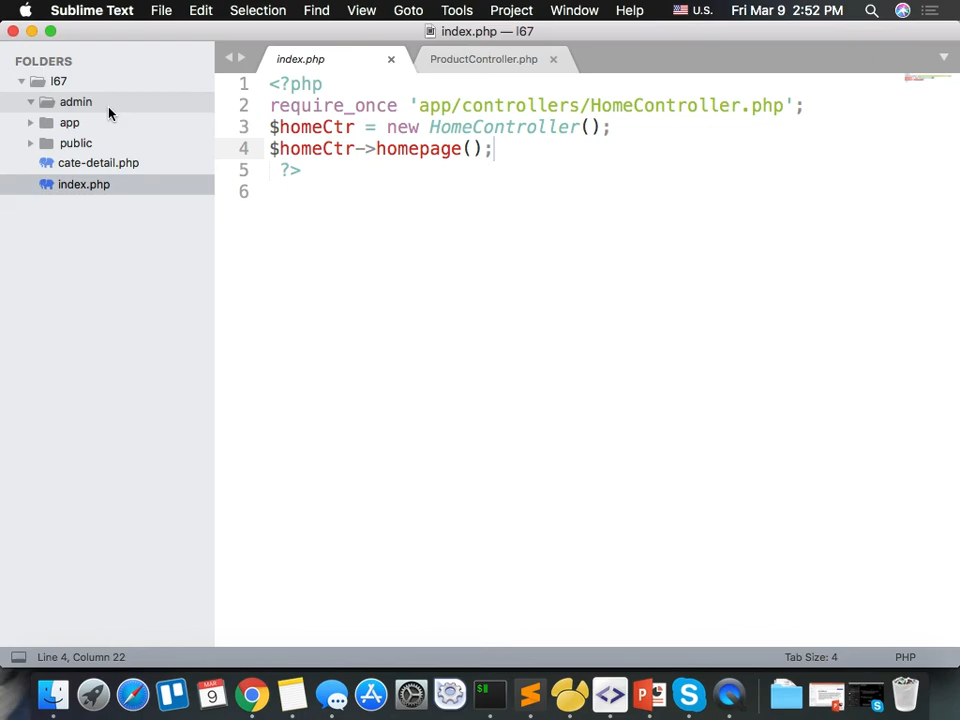 Sublime Text File Edit Selection Find View Goto Tools Project Window Help U.S. Fri Mar 9 2:52 PM
index.php — l67
FOLDERS
l67
admin
app
public
cate-detail.php
index.php
index.php
ProductController.php
1 <?php
2 require_once 'app/controllers/HomeController.php';
3 $homeCtr = new HomeController();
4 $homeCtr->homepage();
5 ?>
6
Line 4, Column 22
Tab Size: 4
PHP
MAR
9
$